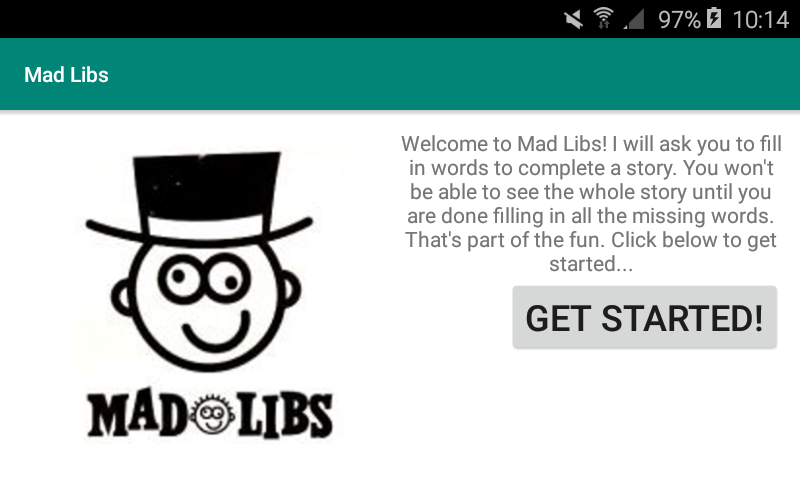 97% 10:14
Mad Libs
Welcome to Mad Libs! I will ask you to fill
in words to complete a story. You won't
be able to see the whole story until you
are done filling in all the missing words.
That's part of the fun. Click below to get
started...
GET STARTED!
MAD LIBS